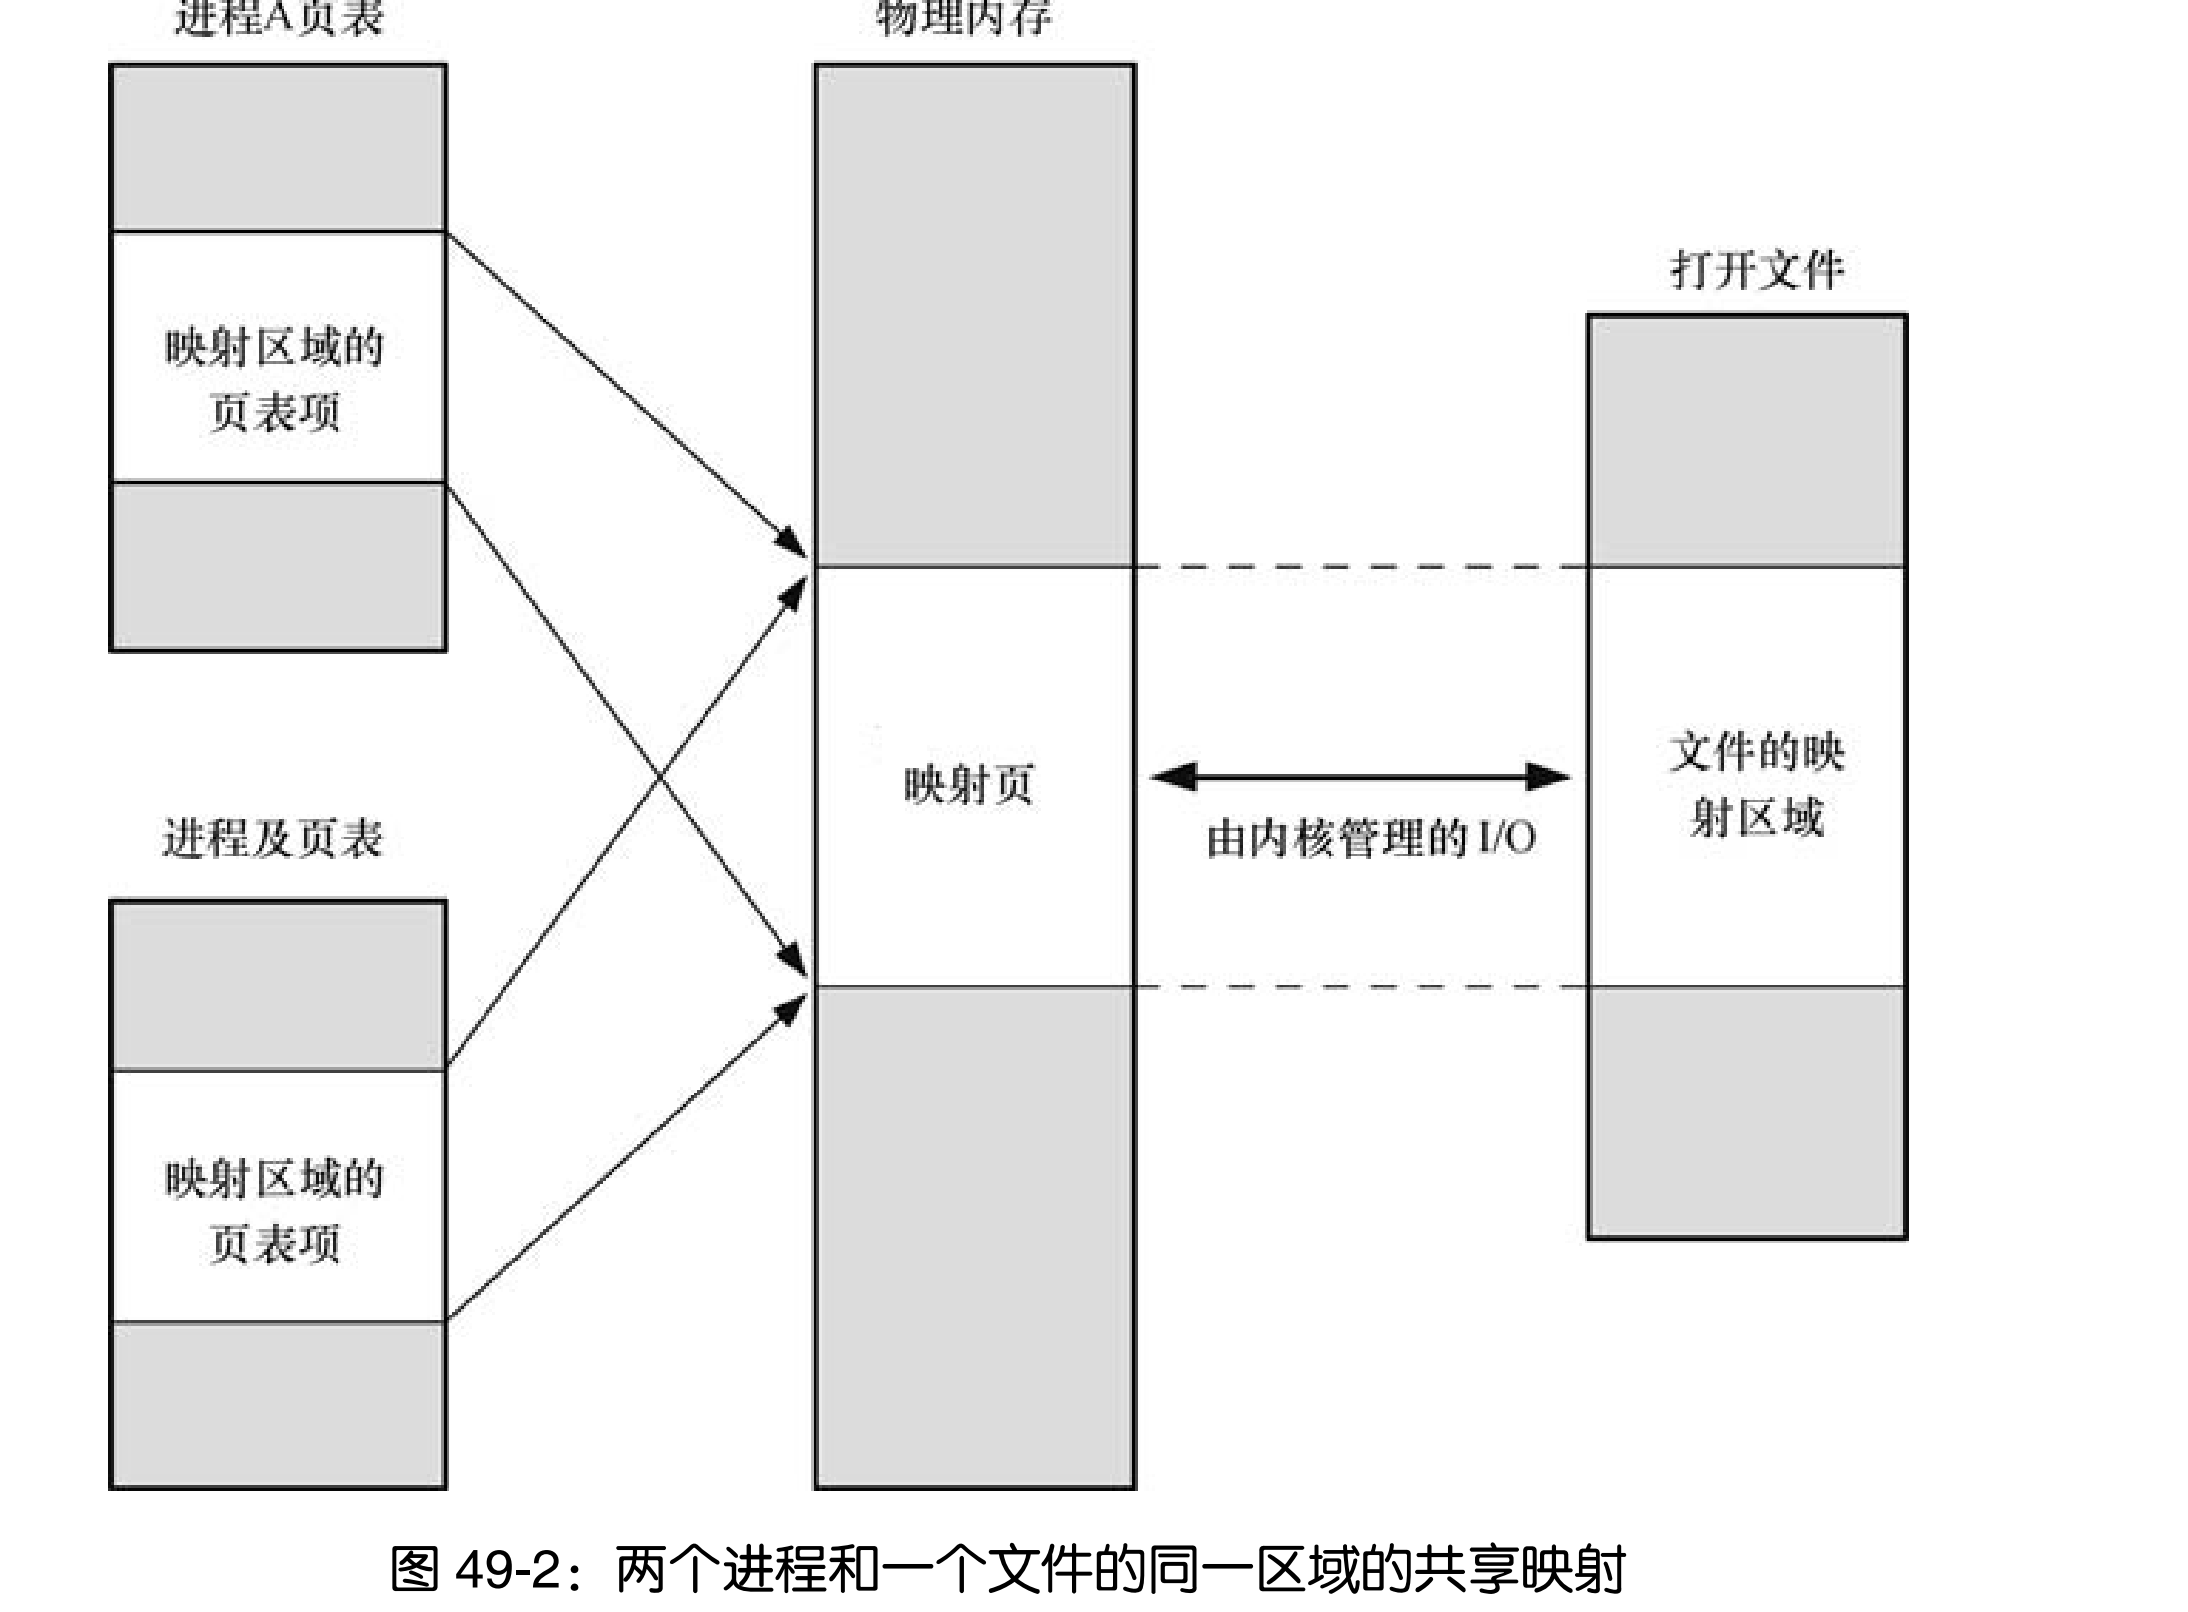 进程A页表
物理内存
打开文件
映射区域的
页表项
进程及页表
映射页
由内核管理的 I/O
文件的映
射区域
映射区域的
页表项
图 49-2：两个进程和一个文件的同一区域的共享映射